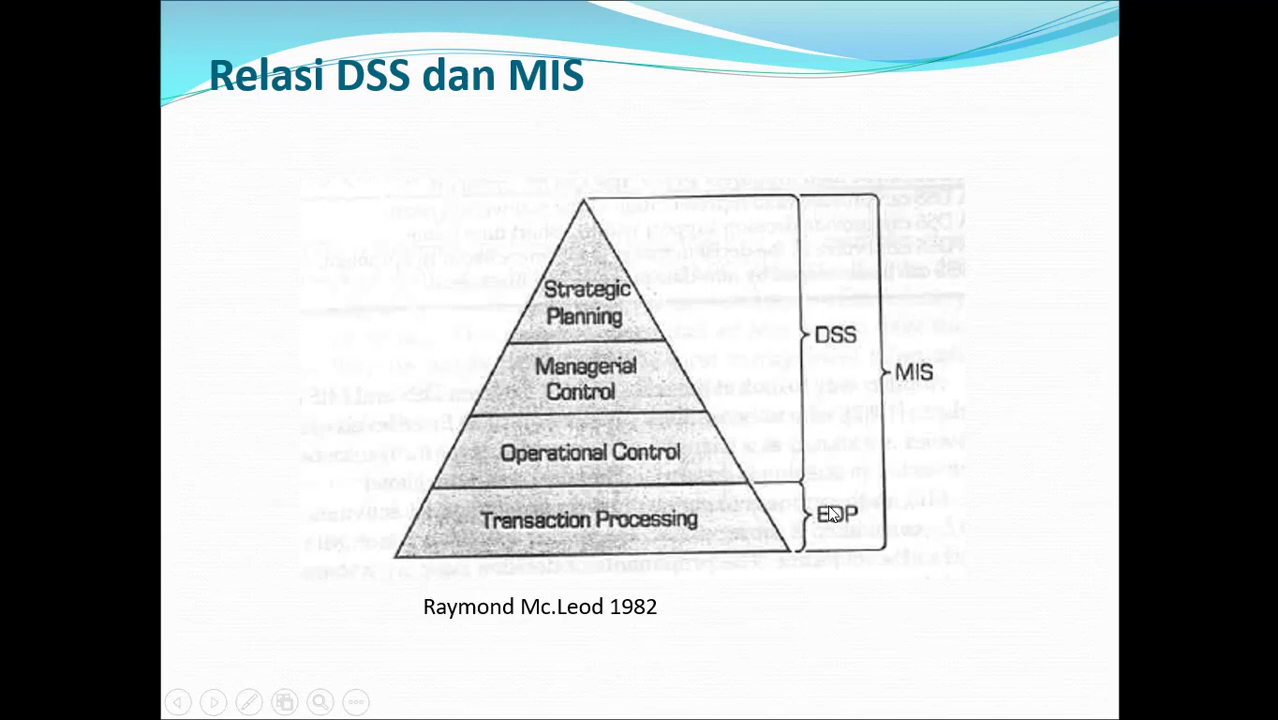 Relasi DSS dan MIS
Strategic
Planning
Managerial
Control
Operational Control
Transaction Processing
DSS
MIS
EDP
Raymond Mc.Leod 1982